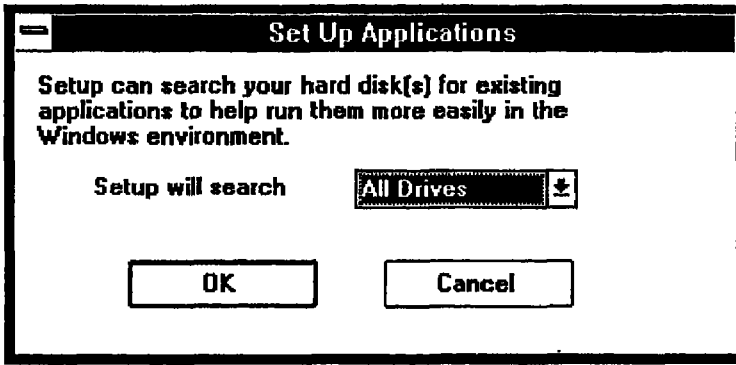 Set Up Applications
Setup can search your hard disk(s) for existing
applications to help run them more easily in the
Windows environment.
Setup will search All Drives
OK Cancel